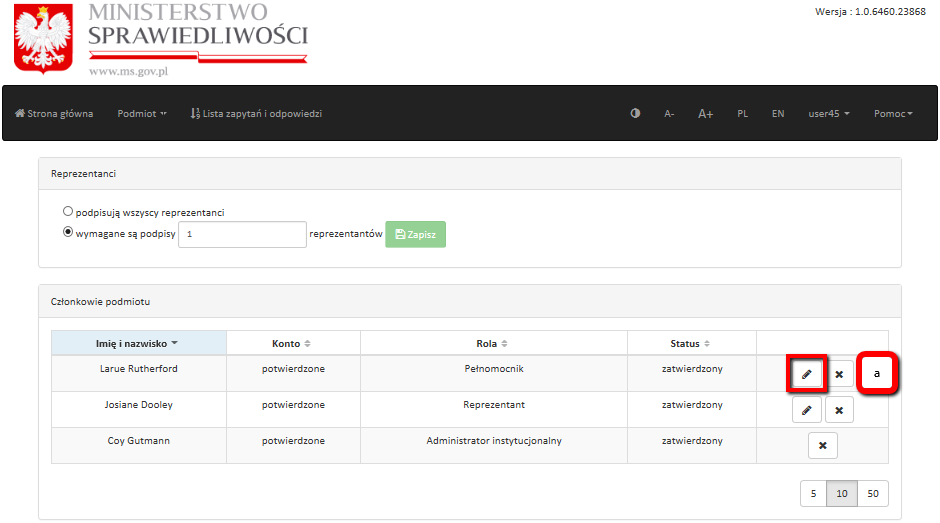 MINISTERSTWO
SPRAWIEDLIWOŚCI
www.ms.gov.pl
Wersja : 1.0.6460.23868
Strona główna Podmiot Lista zapytań i odpowiedzi A- A+ PL EN user45 Pomoc
Reprezentanci
podpisują wszyscy reprezentanci
wymagane są podpisy 1 reprezentantów Zapisz
Członkowie podmiotu
Imię i nazwisko Konto Rola Status
Larue Rutherford potwierdzone Pełnomocnik zatwierdzony a
Josiane Dooley potwierdzone Reprezentant zatwierdzony
Coy Gutmann potwierdzone Administrator instytucjonalny zatwierdzony
5 10 50